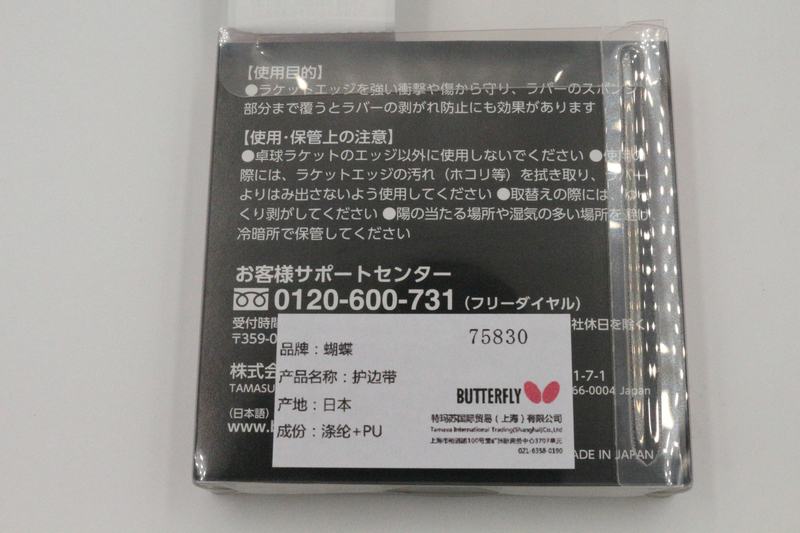 【使用目的】
●ラケットエッジを強い衝撃や傷から守り、ラバーのスポンジ
部分まで覆うとラバーの剥がれ防止にも効果があります
【使用・保管上の注意】
●卓球ラケットのエッジ以外に使用しないでください ●使
際には、ラケットエッジの汚れ（ホコリ等）を拭き取り、
よりはみ出さないよう使用してください ●取替えの際には、
くり剥がしてください ●陽の当たる場所や湿気の多い場所を
冷暗所で保管してください
お客様サポートセンター
0120-600-731（フリーダイヤル）
受付時間 社休日を除く
〒359-0
株式会 1-7-1
TAMASU 66-0004 Japan
（日本語）
www.b
MADE IN JAPAN
75830
品牌：蝴蝶
产品名称：护边带
产地：日本
成份：涤纶+PU
BUTTERFLY
特玛苏国际贸易（上海）有限公司
Tamasu International Trading(Shanghai)Co.,Ltd
021-6358-0190